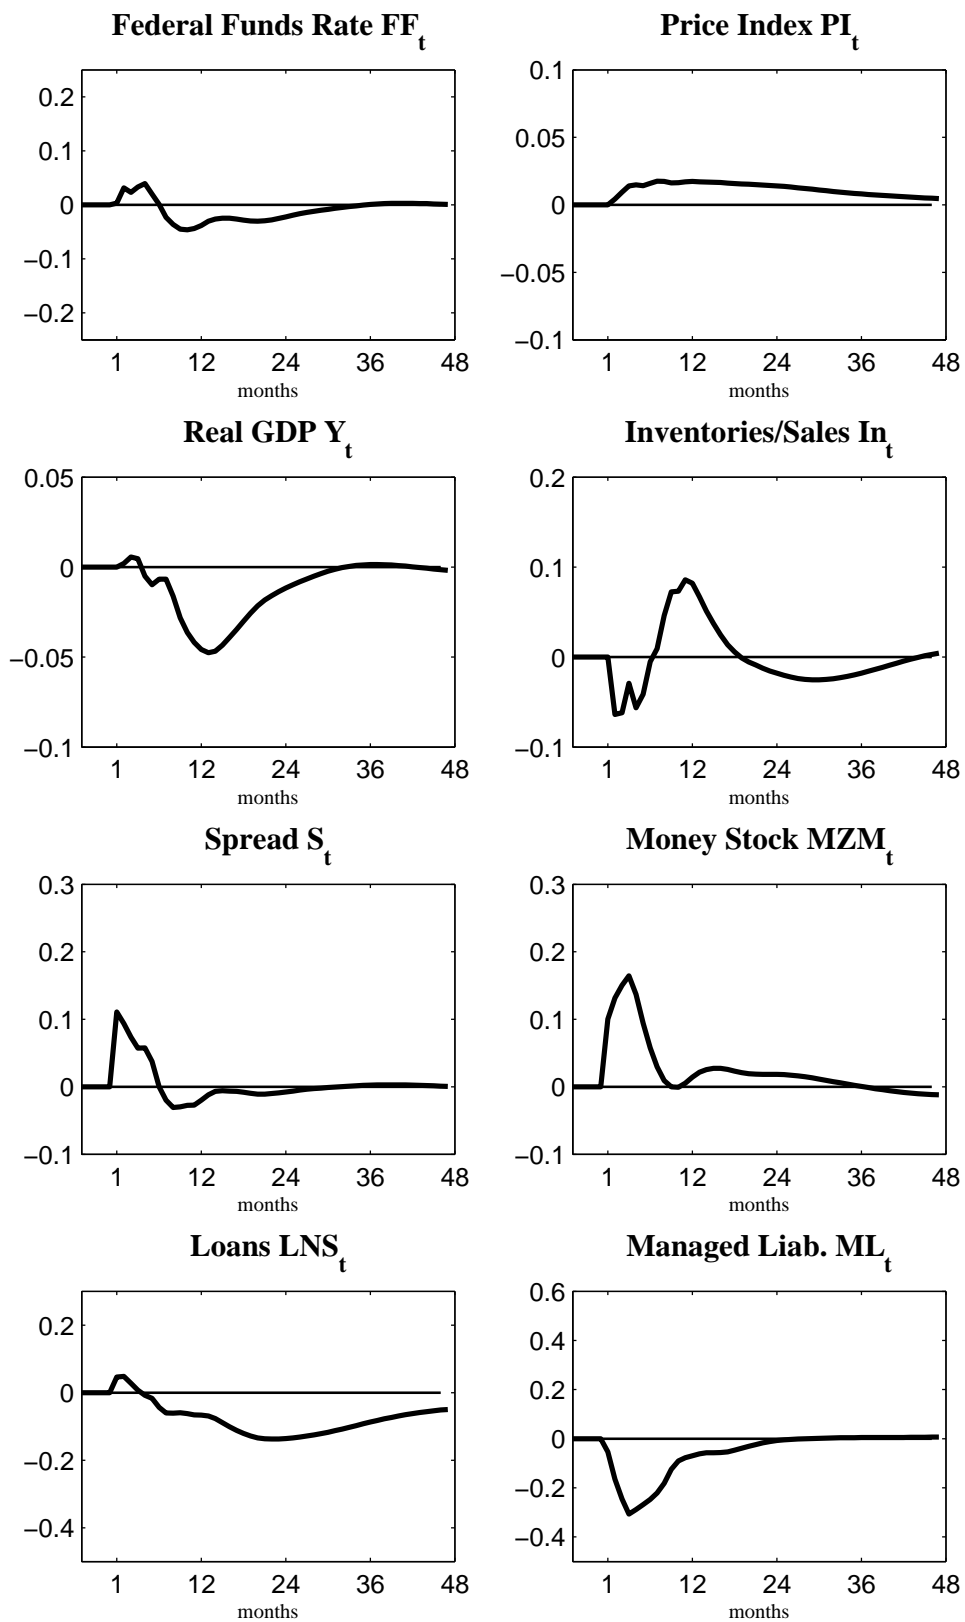 Federal Funds Rate FF_t
0.2
0.1
0
−0.1
−0.2
1 12 24 36 48
months
Price Index PI_t
0.1
0.05
0
−0.05
−0.1
1 12 24 36 48
months
Real GDP Y_t
0.05
0
−0.05
−0.1
1 12 24 36 48
months
Inventories/Sales In_t
0.2
0.1
0
−0.1
1 12 24 36 48
months
Spread S_t
0.3
0.2
0.1
0
−0.1
1 12 24 36 48
months
Money Stock MZM_t
0.3
0.2
0.1
0
−0.1
1 12 24 36 48
months
Loans LNS_t
0.2
0
−0.2
−0.4
1 12 24 36 48
months
Managed Liab. ML_t
0.6
0.4
0.2
0
−0.2
−0.4
1 12 24 36 48
months